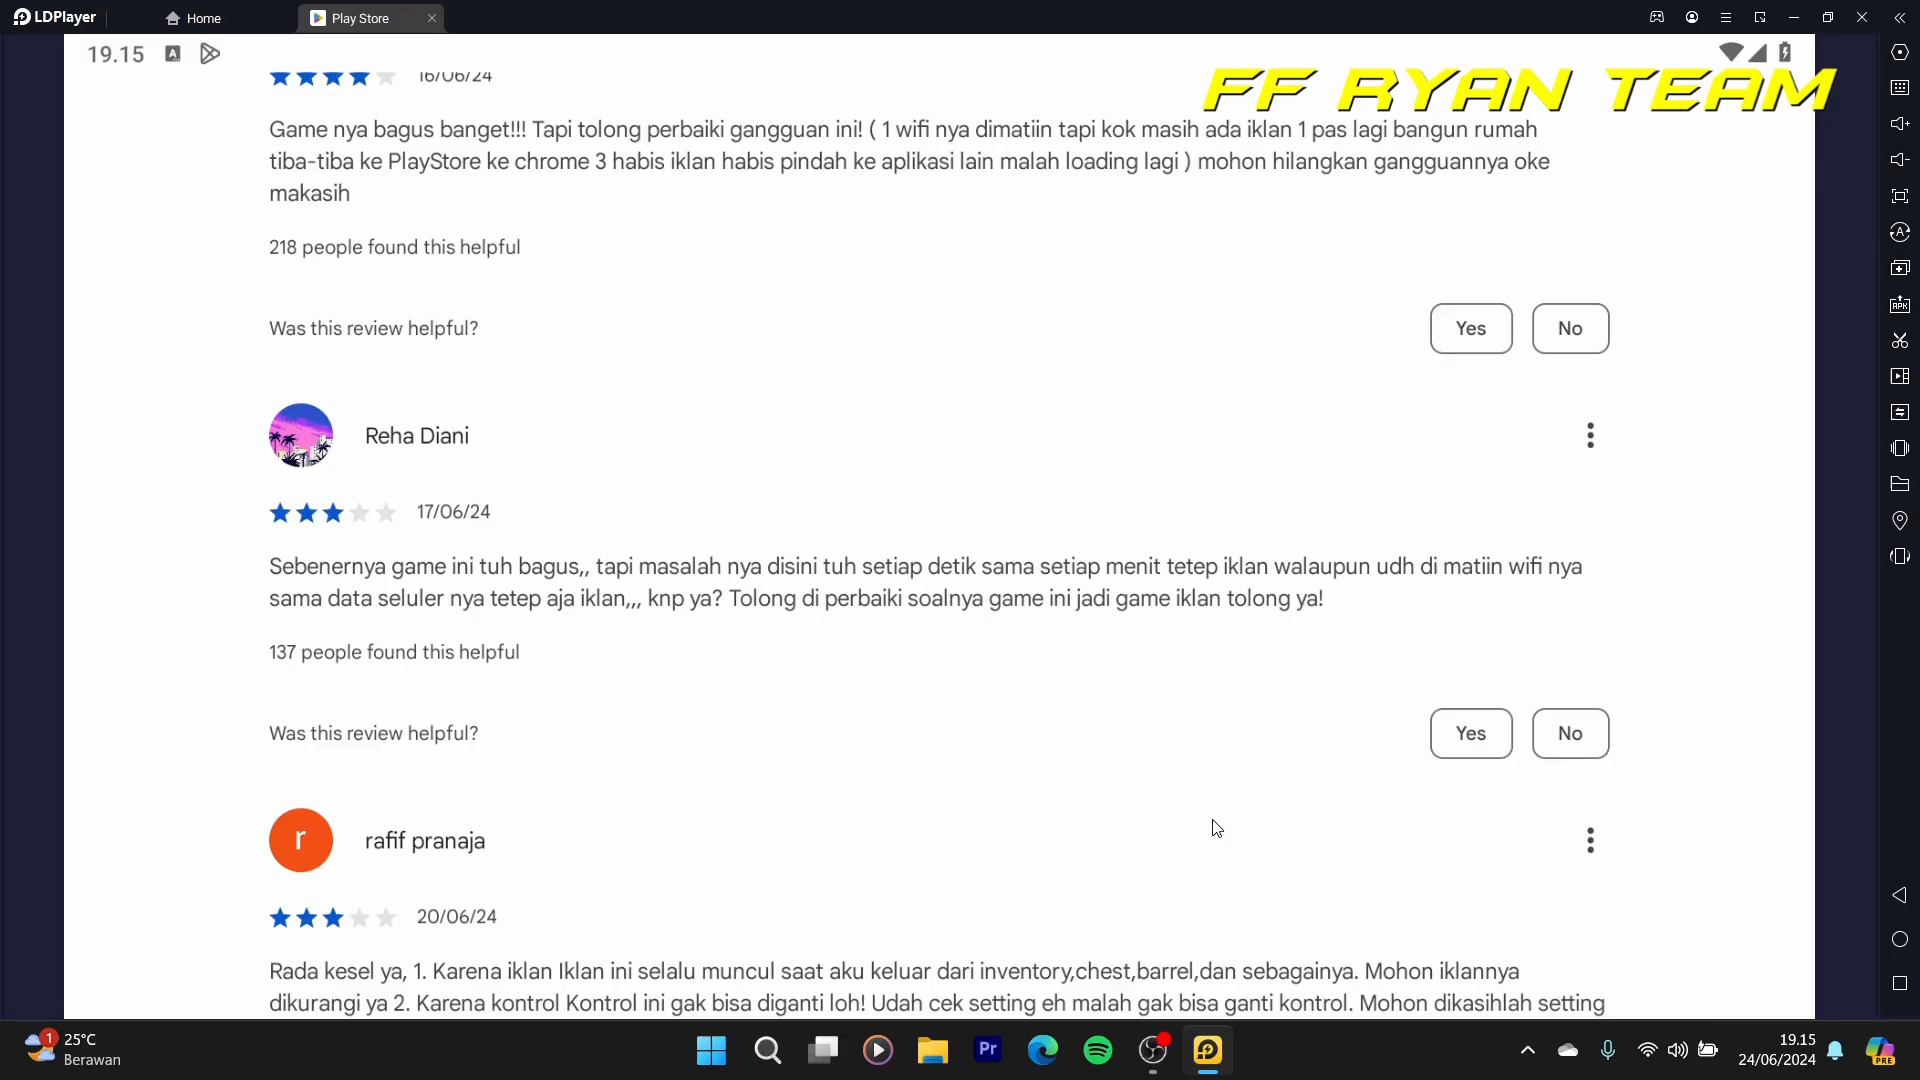 LDPlayer
Home
Play Store
19.15
FF RYAN TEAM
16/06/24
Game nya bagus banget!!! Tapi tolong perbaiki gangguan ini! ( 1 wifi nya dimatiin tapi kok masih ada iklan 1 pas lagi bangun rumah
tiba-tiba ke PlayStore ke chrome 3 habis iklan habis pindah ke aplikasi lain malah loading lagi ) mohon hilangkan gangguannya oke
makasih
218 people found this helpful
Was this review helpful?
Yes
No
Reha Diani
17/06/24
Sebenernya game ini tuh bagus,, tapi masalah nya disini tuh setiap detik sama setiap menit tetep iklan walaupun udh di matiin wifi nya
sama data seluler nya tetep aja iklan,,, knp ya? Tolong di perbaiki soalnya game ini jadi game iklan tolong ya!
137 people found this helpful
Was this review helpful?
Yes
No
r
rafif pranaja
20/06/24
Rada kesel ya, 1. Karena iklan Iklan ini selalu muncul saat aku keluar dari inventory,chest,barrel,dan sebagainya. Mohon iklannya
dikurangi ya 2. Karena kontrol Kontrol ini gak bisa diganti loh! Udah cek setting eh malah gak bisa ganti kontrol. Mohon dikasihlah setting
1
25°C
Berawan
Pr
19.15
24/06/2024
PRE